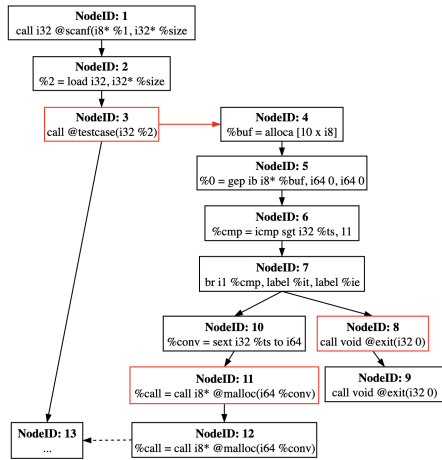 NodeID: 1
call i32 @scanf(i8* %1, i32* %size
NodeID: 2
%2 = load i32, i32* %size
NodeID: 3
call @testcase(i32 %2)
NodeID: 4
%buf = alloca [10 x i8]
NodeID: 5
%0 = gep ib i8* %buf, i64 0, i64 0
NodeID: 6
%cmp = icmp sgt i32 %ts, 11
NodeID: 7
br i1 %cmp, label %it, label %ie
NodeID: 10
%conv = sext i32 %ts to i64
NodeID: 8
call void @exit(i32 0)
NodeID: 11
%call = call i8* @malloc(i64 %conv)
NodeID: 9
call void @exit(i32 0)
NodeID: 13
...
NodeID: 12
%call = call i8* @malloc(i64 %conv)